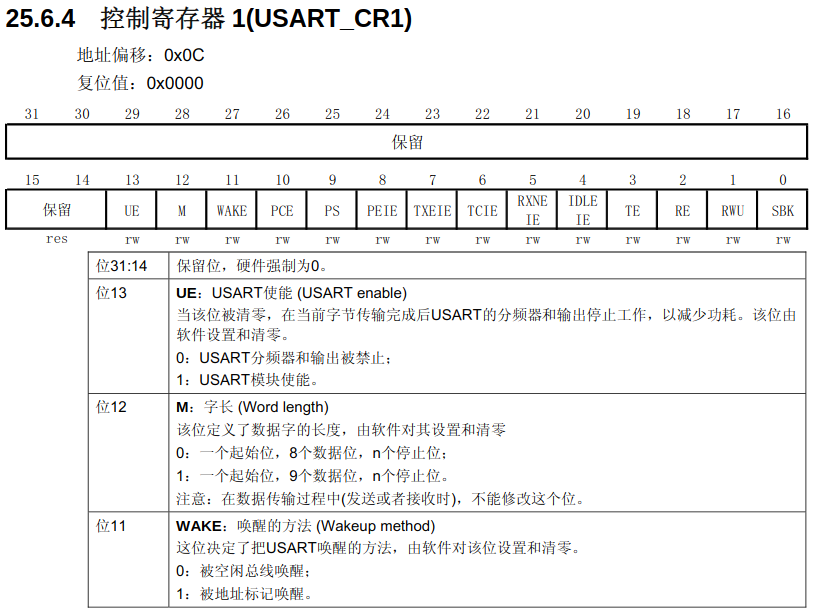 25.6.4 控制寄存器 1(USART_CR1)
地址偏移：0x0C
复位值：0x0000
31 30 29 28 27 26 25 24 23 22 21 20 19 18 17 16
保留
15 14 13 12 11 10 9 8 7 6 5 4 3 2 1 0
保留 UE M WAKE PCE PS PEIE TXEIE TCIE RXNE IE IDLE IE TE RE RWU SBK
res rw rw rw rw rw rw rw rw rw rw rw rw rw rw
位31:14 保留位，硬件强制为0。
位13 UE：USART使能 (USART enable)
当该位被清零，在当前字节传输完成后USART的分频器和输出停止工作，以减少功耗。该位由
软件设置和清零。
0：USART分频器和输出被禁止；
1：USART模块使能。
位12 M：字长 (Word length)
该位定义了数据字的长度，由软件对其设置和清零
0：一个起始位，8个数据位，n个停止位；
1：一个起始位，9个数据位，n个停止位。
注意：在数据传输过程中(发送或者接收时)，不能修改这个位。
位11 WAKE：唤醒的方法 (Wakeup method)
这位决定了把USART唤醒的方法，由软件对该位设置和清零。
0：被空闲总线唤醒；
1：被地址标记唤醒。